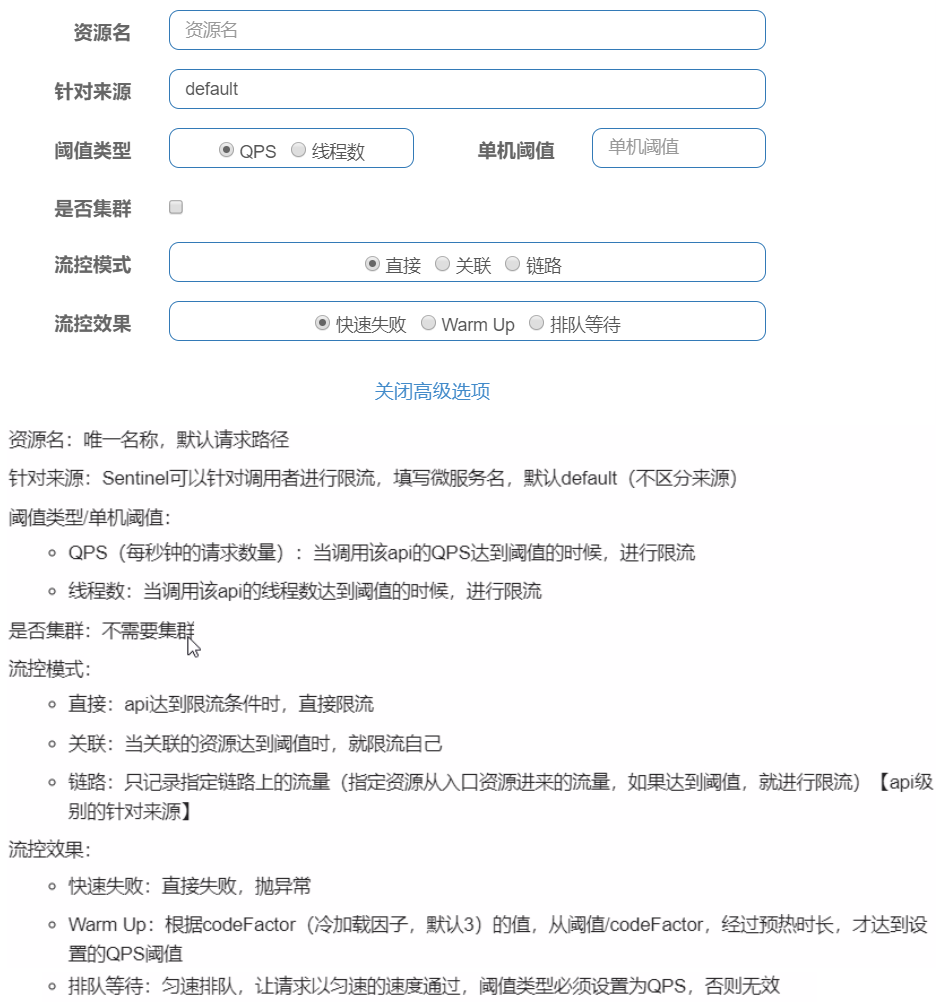 资源名 资源名
针对来源 default
阈值类型 QPS 线程数 单机阈值 单机阈值
是否集群
流控模式 直接 关联 链路
流控效果 快速失败 Warm Up 排队等待
关闭高级选项
资源名：唯一名称，默认请求路径
针对来源：Sentinel可以针对调用者进行限流，填写微服务名，默认default（不区分来源）
阈值类型/单机阈值：
◦ QPS（每秒钟的请求数量）：当调用该api的QPS达到阈值的时候，进行限流
◦ 线程数：当调用该api的线程数达到阈值的时候，进行限流
是否集群：不需要集群
流控模式：
◦ 直接：api达到限流条件时，直接限流
◦ 关联：当关联的资源达到阈值时，就限流自己
◦ 链路：只记录指定链路上的流量（指定资源从入口资源进来的流量，如果达到阈值，就进行限流）【api级
别的针对来源】
流控效果：
◦ 快速失败：直接失败，抛异常
◦ Warm Up：根据codeFactor（冷加载因子，默认3）的值，从阈值/codeFactor，经过预热时长，才达到设
置的QPS阈值
◦ 排队等待：匀速排队，让请求以匀速的速度通过，阈值类型必须设置为QPS，否则无效